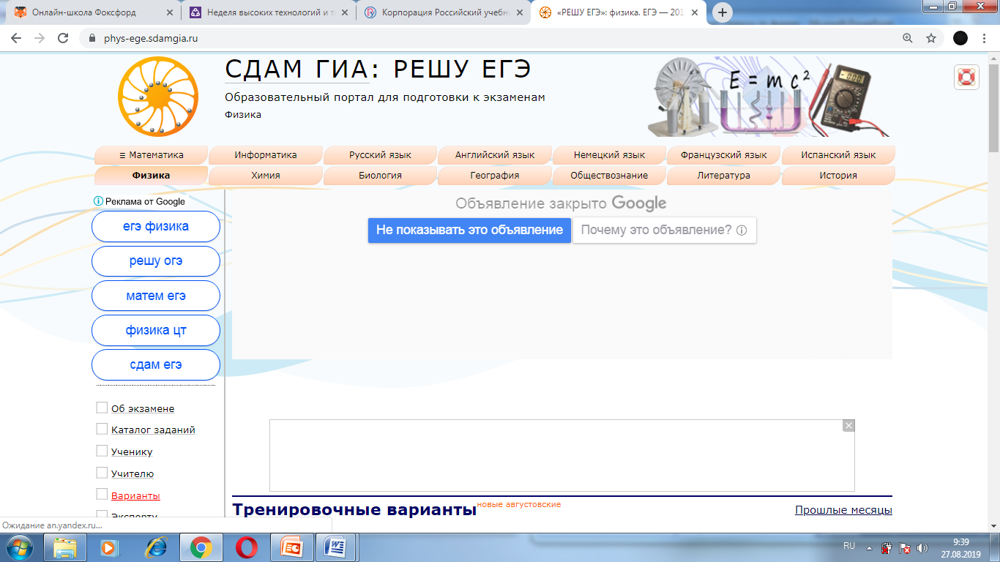 Онлайн-школа Фоксфорд
Неделя высоких технологий и т
Корпорация Российский учебн
«РЕШУ ЕГЭ»: физика. ЕГЭ — 201
phys-ege.sdamgia.ru
СДАМ ГИА: РЕШУ ЕГЭ
Образовательный портал для подготовки к экзаменам
Физика
E = mc²
☰ Математика
Информатика
Русский язык
Английский язык
Немецкий язык
Французский язык
Испанский язык
Физика
Химия
Биология
География
Обществознание
Литература
История
Реклама от Google
егэ физика
решу огэ
матем егэ
физика цт
сдам егэ
Объявление закрыто Google
Не показывать это объявление
Почему это объявление?
Об экзамене
Каталог заданий
Ученику
Учителю
Варианты
Эксперту
Тренировочные варианты новые августовские
Прошлые месяцы
Ожидание an.yandex.ru...
RU
9:39
27.08.2019